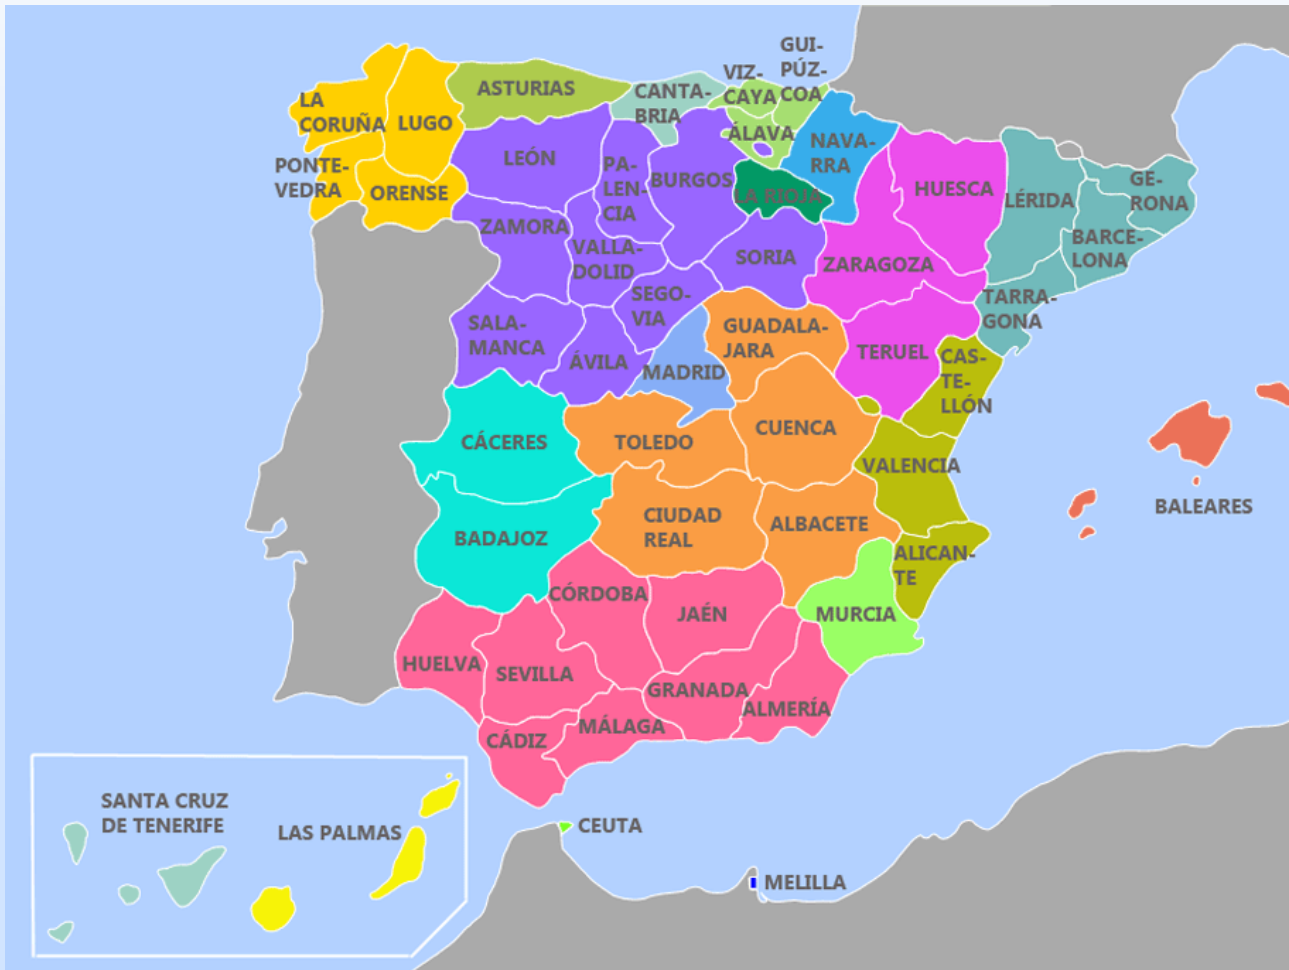 GUI-
PÚZ-
COA
VIZ-
CAYA
ASTURIAS
CANTA-
BRIA
LA
CORUÑA
LUGO
ÁLAVA
NAVA-
RRA
PONTE-
VEDRA
ORENSE
LEÓN
PA-
LEN-
CIA
BURGOS
LA RIOJA
HUESCA
LÉRIDA
GE-
RONA
BARCE-
LONA
ZAMORA
VALLA-
DOLID
SORIA
ZARAGOZA
SEGO-
VIA
TARRA-
GONA
SALA-
MANCA
ÁVILA
MADRID
GUADALA-
JARA
TERUEL
CAS-
TE-
LLÓN
CÁCERES
TOLEDO
CUENCA
VALENCIA
BALEARES
BADAJOZ
CIUDAD
REAL
ALBACETE
ALICAN-
TE
CÓRDOBA
JAÉN
MURCIA
HUELVA
SEVILLA
GRANADA
ALMERÍA
MÁLAGA
CÁDIZ
SANTA CRUZ
DE TENERIFE
LAS PALMAS
CEUTA
MELILLA